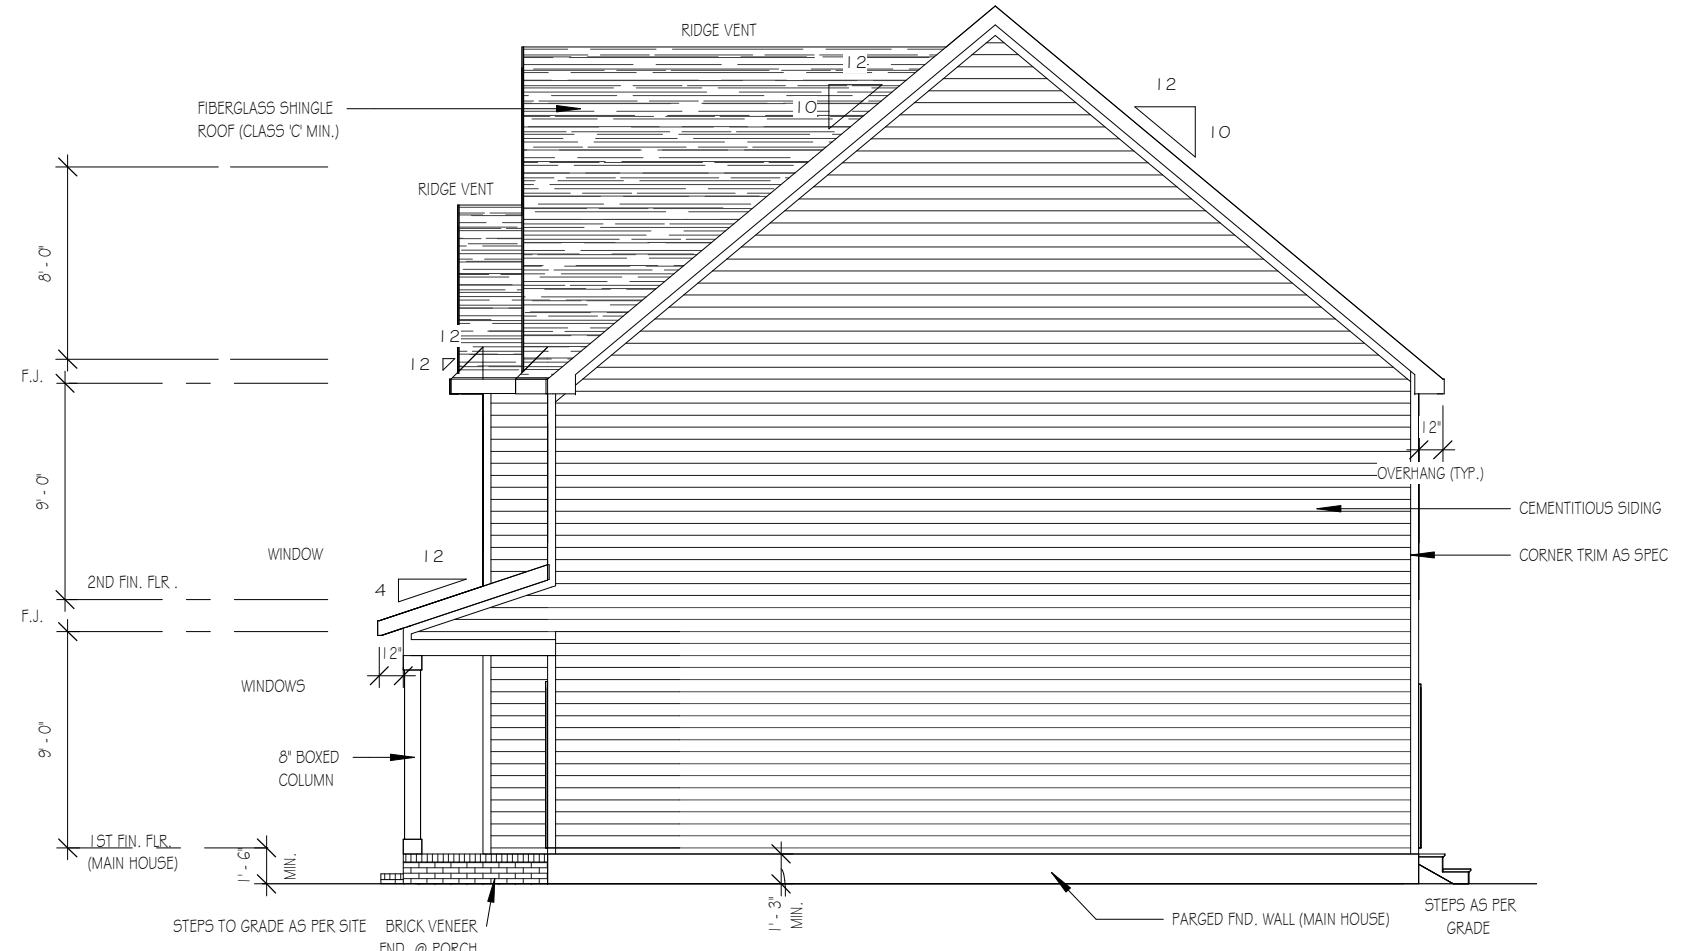 RIDGE VENT
12
10
12
10
FIBERGLASS SHINGLE
ROOF (CLASS 'C' MIN.)
RIDGE VENT
8' - 0"
12
12
F.J.
12"
OVERHANG (TYP.)
9' - 0"
CEMENTITIOUS SIDING
WINDOW
12
CORNER TRIM AS SPEC
2ND FIN. FLR .
4
F.J.
12"
WINDOWS
9' - 0"
8" BOXED
COLUMN
1ST FIN. FLR.
(MAIN HOUSE)
1' - 6"
MIN.
1' - 3"
MIN.
STEPS TO GRADE AS PER SITE
BRICK VENEER
FND. @ PORCH
PARGED FND. WALL (MAIN HOUSE)
STEPS AS PER
GRADE